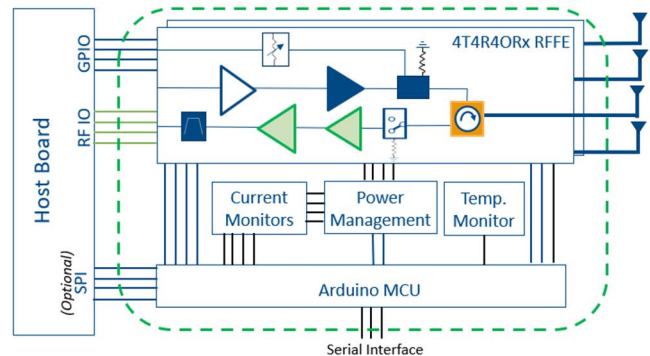 Host Board
GPIO
RF IO
(Optional)
SPI
4T4R4ORx RFFE
Current
Monitors
Power
Management
Temp.
Monitor
Arduino MCU
Serial Interface